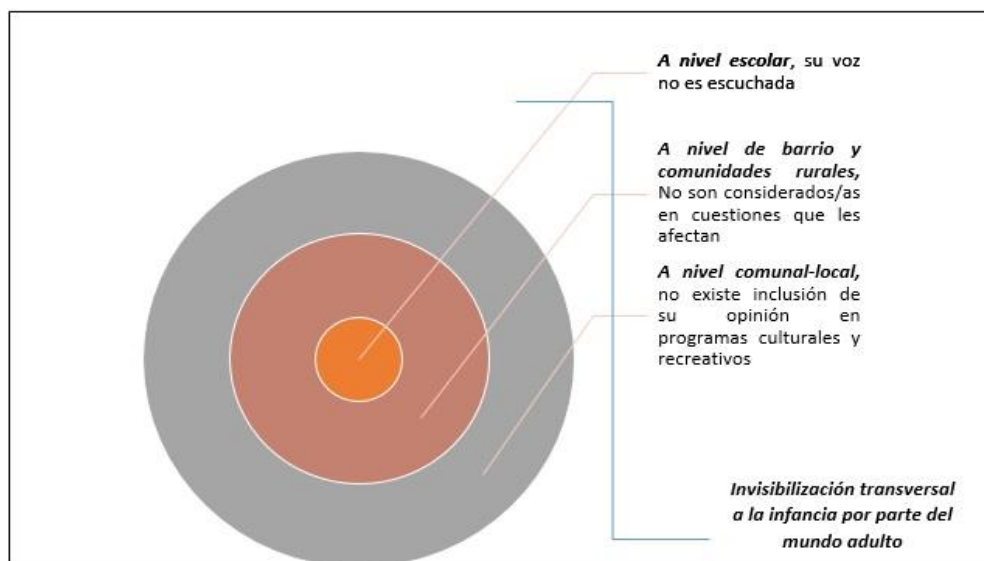 A nivel escolar, su voz
no es escuchada
A nivel de barrio y
comunidades rurales,
No son considerados/as
en cuestiones que les
afectan
A nivel comunal-local,
no existe inclusión de
su opinión en
programas culturales y
recreativos
Invisibilización transversal
a la infancia por parte del
mundo adulto